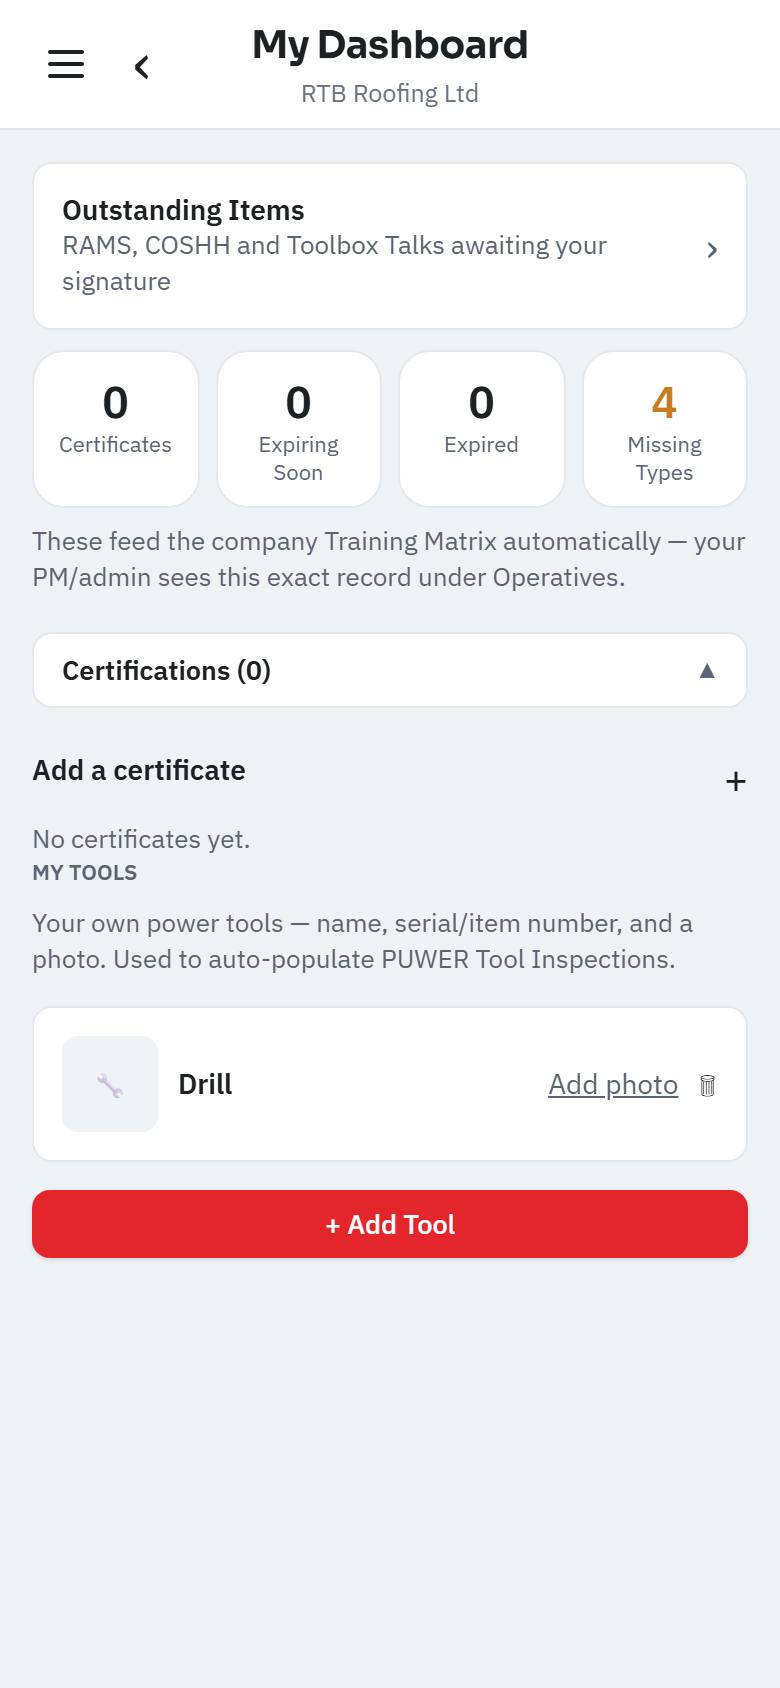 My Dashboard
RTB Roofing Ltd
Outstanding Items
RAMS, COSHH and Toolbox Talks awaiting your
signature
0
Certificates
0
Expiring
Soon
0
Expired
4
Missing
Types
These feed the company Training Matrix automatically — your
PM/admin sees this exact record under Operatives.
Certifications (0)
Add a certificate
No certificates yet.
MY TOOLS
Your own power tools — name, serial/item number, and a
photo. Used to auto-populate PUWER Tool Inspections.
Drill
Add photo
+ Add Tool